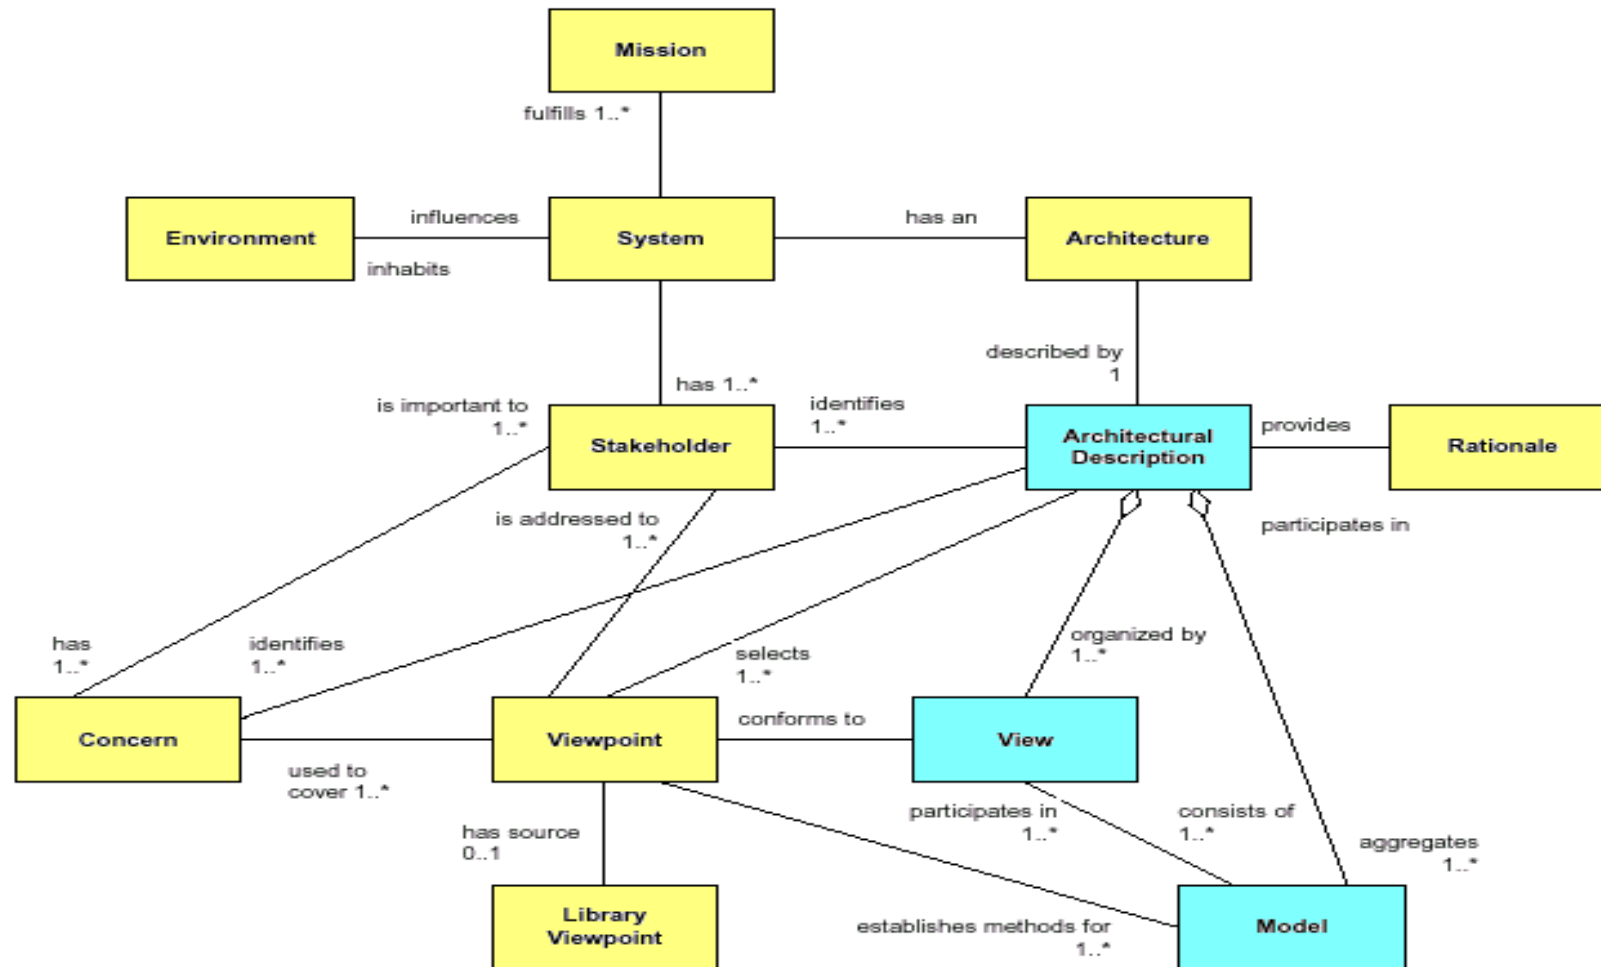 Mission
fulfills 1..*
Environment
influences
inhabits
System
has an
Architecture
described by
1
has 1..*
is important to
1..*
Stakeholder
identifies
1..*
Architectural
Description
provides
Rationale
is addressed to
1..*
participates in
has
1..*
identifies
1..*
selects
1..*
organized by
1..*
Concern
used to
cover 1..*
Viewpoint
conforms to
View
has source
0..1
participates in
1..*
consists of
1..*
aggregates
1..*
Library
Viewpoint
establishes methods for
1..*
Model